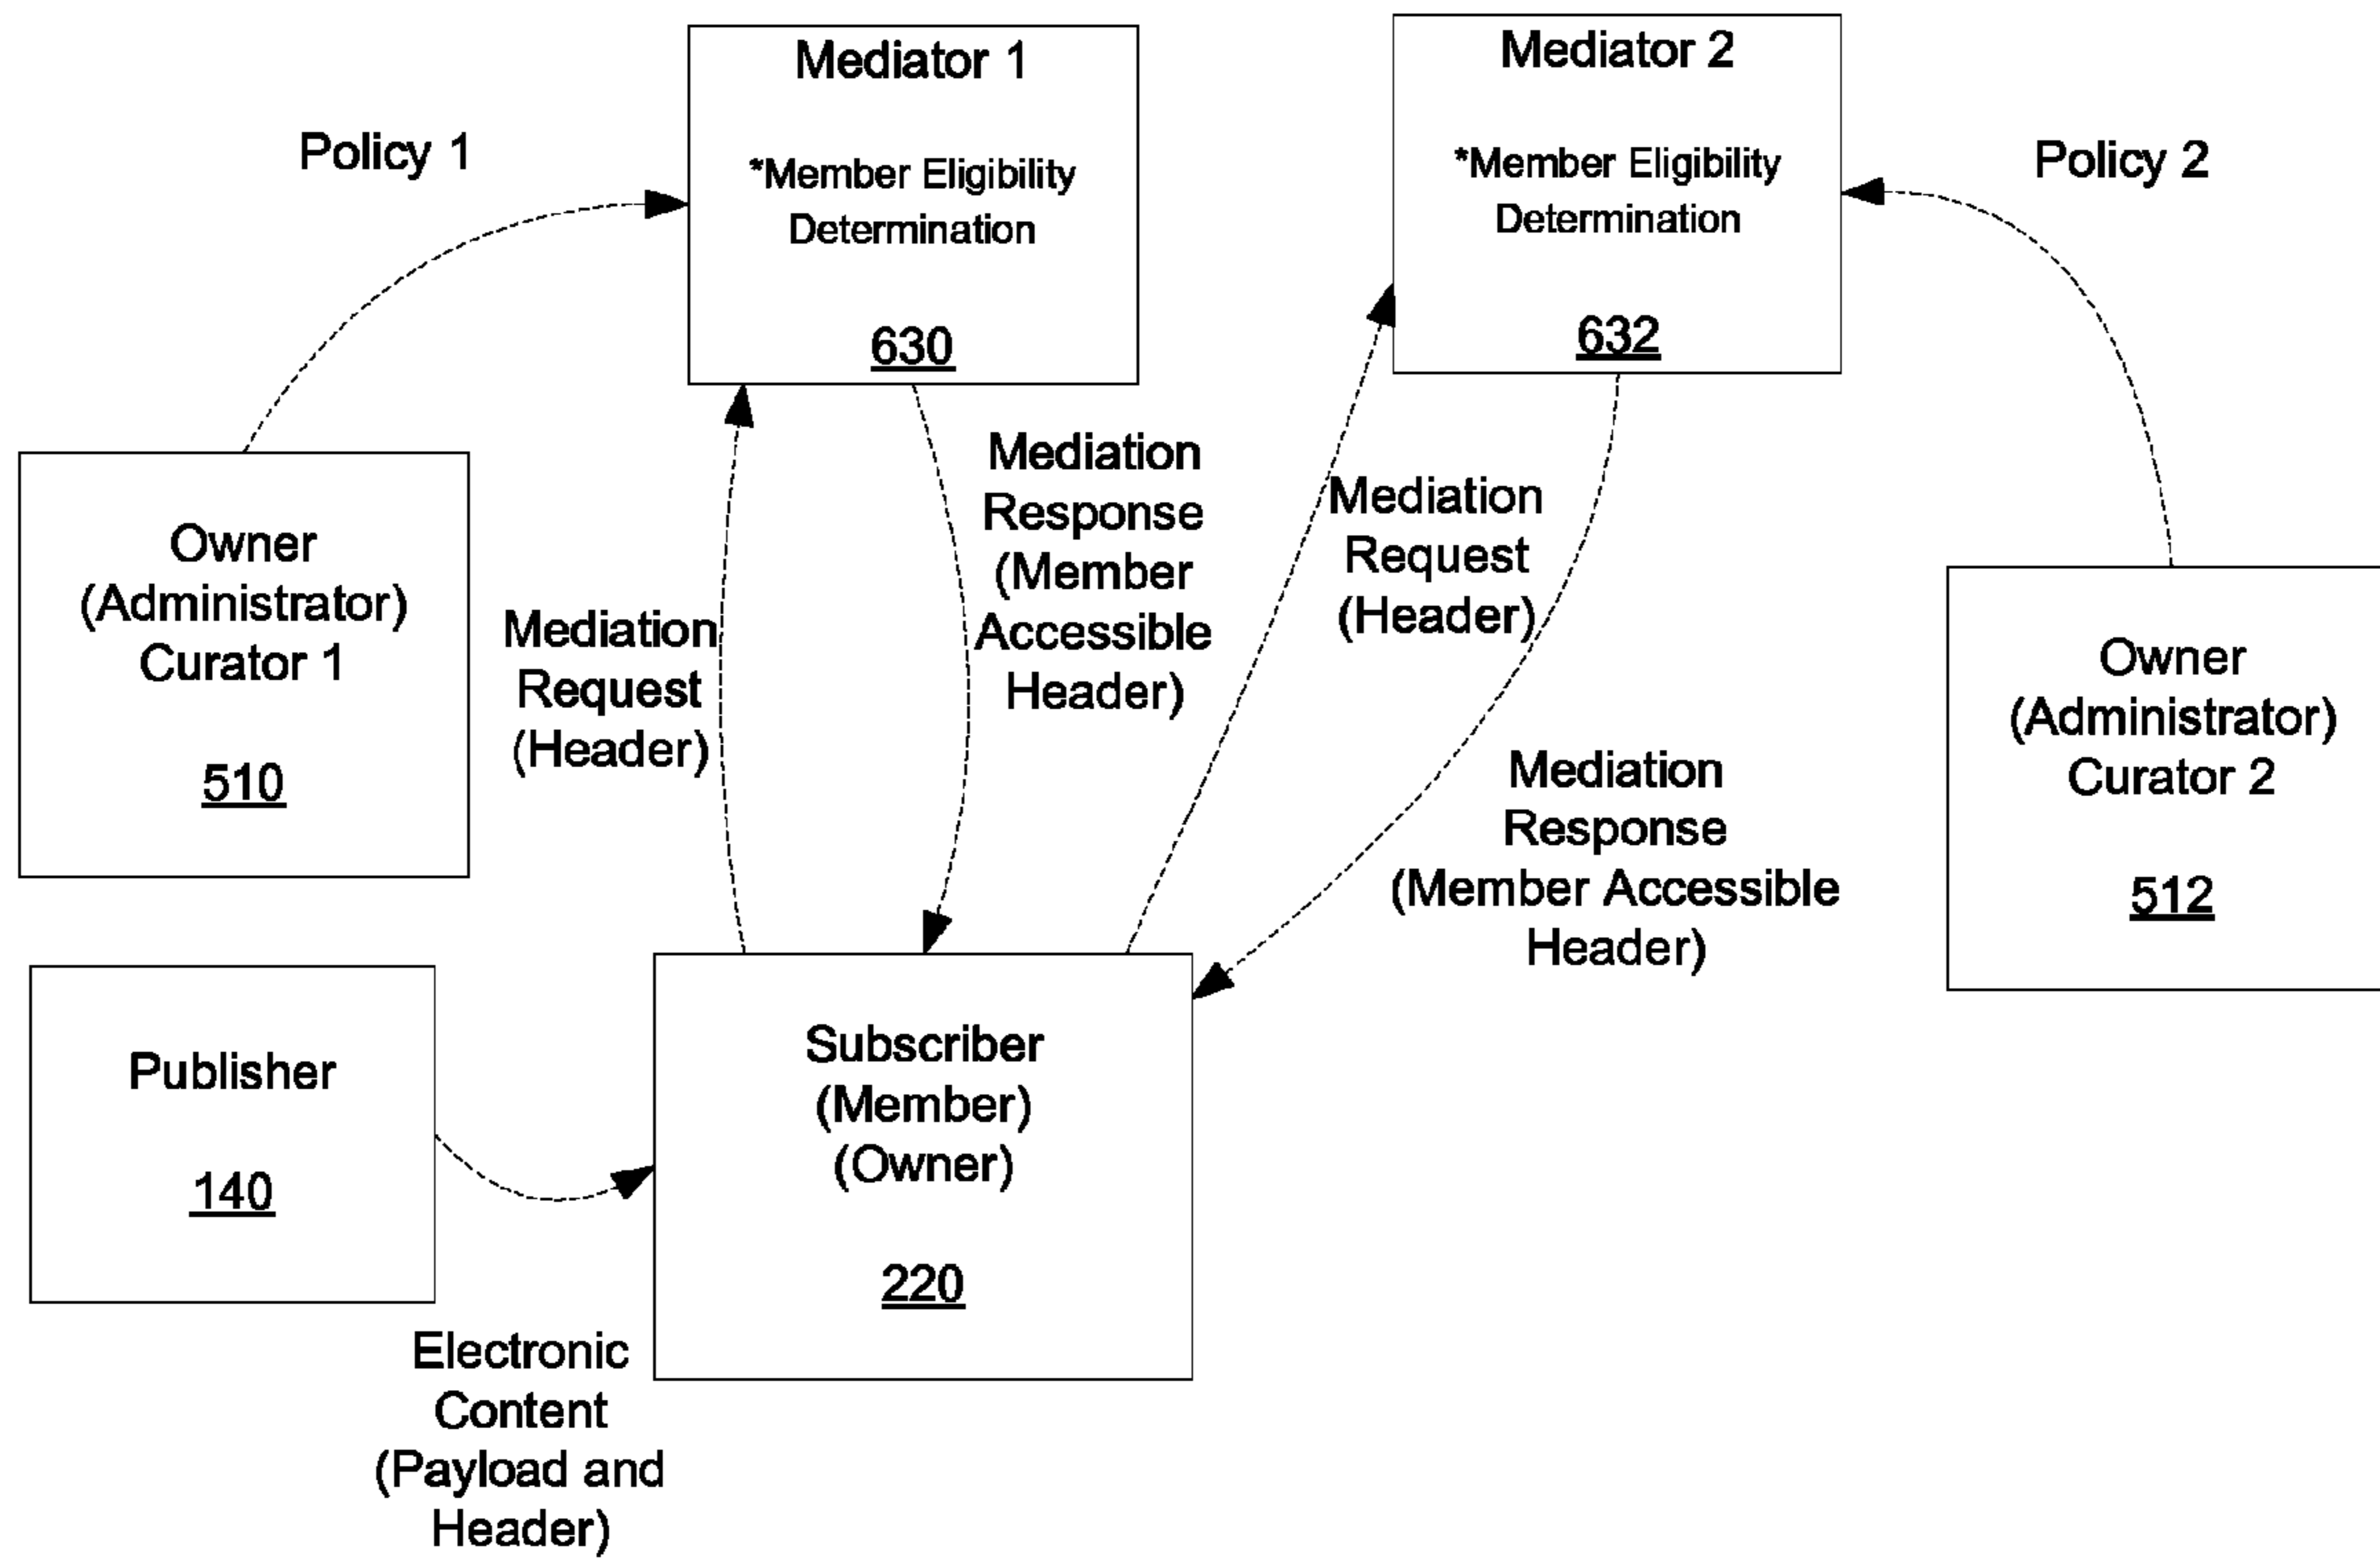 Mediator 1
*Member Eligibility
Determination
630
Mediator 2
*Member Eligibility
Determination
632
Policy 1
Policy 2
Owner
(Administrator)
Curator 1
510
Mediation
Request
(Header)
Mediation
Response
(Member
Accessible
Header)
Mediation
Request
(Header)
Mediation
Response
(Member Accessible
Header)
Owner
(Administrator)
Curator 2
512
Publisher
140
Subscriber
(Member)
(Owner)
220
Electronic
Content
(Payload and
Header)